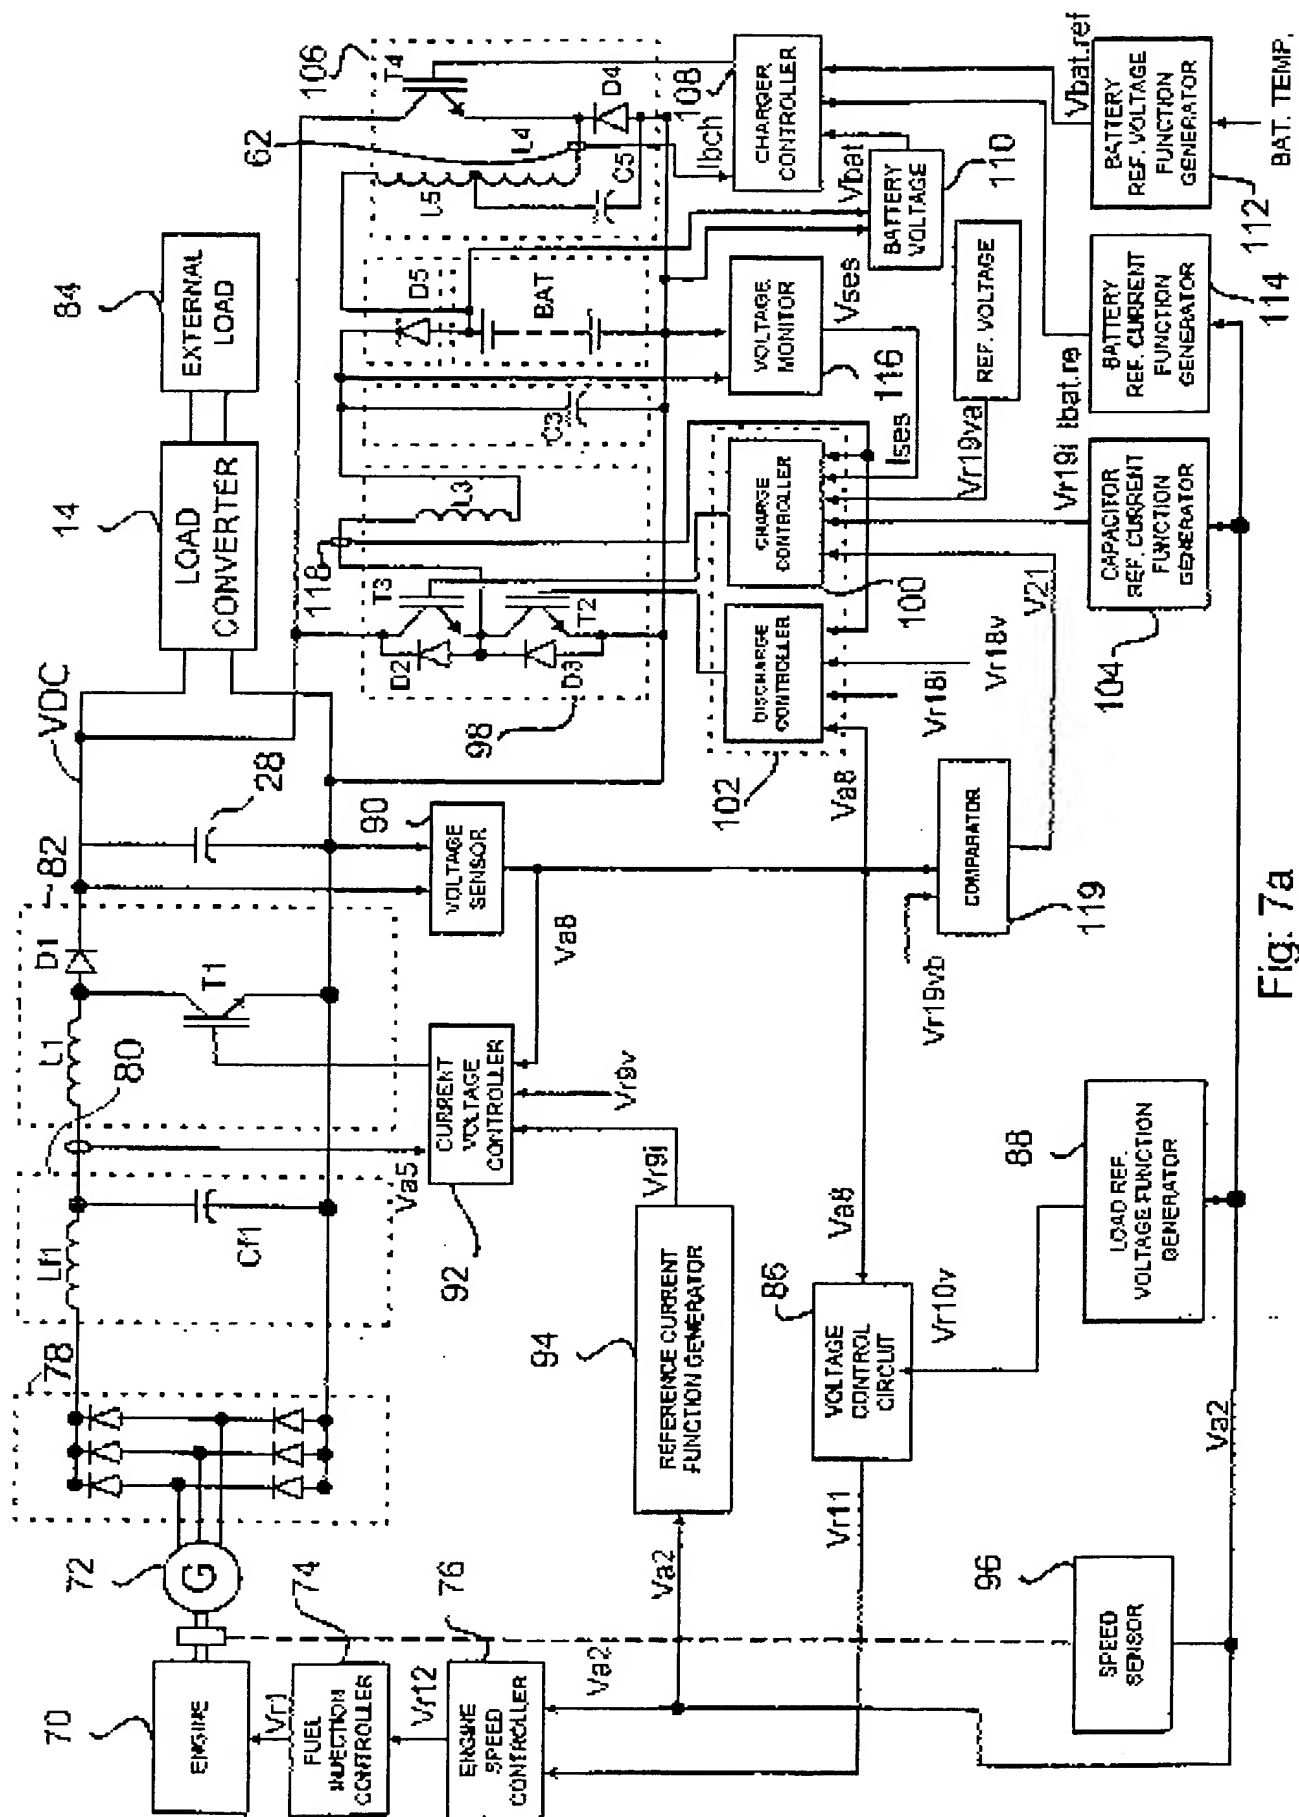 70
ENGINE
72
G
78
Lf1
Cf1
80
L1
D1
82
T1
28
VDC
14
LOAD
CONVERTER
84
EXTERNAL
LOAD
Vr1
74
FUEL
INJECTION
CONTROLLER
Vr12
76
ENGINE
SPEED
CONTROLLER
Va2
Va2
94
REFERENCE CURRENT
FUNCTION GENERATOR
Vr9i
92
CURRENT
VOLTAGE
CONTROLLER
Va5
Vr9v
Va8
90
VOLTAGE
SENSOR
98
D2
D3
T3
T2
118
L3
C3
D5
BAT
62
106
T4
L5
L4
D4
C5
Ibch
102
DISCHARGE
CONTROLLER
CHARGE
CONTROLLER
100
Ises
116
VOLTAGE
MONITOR
Vses
BATTERY
VOLTAGE
110
Vbat
CHARGER
CONTROLLER
108
Vbat.ref
Va8
Vr18i
Vr18v
REF. VOLTAGE
Vr19va
Vr11
86
VOLTAGE
CONTROL
CIRCUIT
Va8
Vr10v
Vr19vb
COMPARATOR
119
V21
96
SPEED
SENSOR
Va2
88
LOAD REF.
VOLTAGE FUNCTION
GENERATOR
104
CAPACITOR
REF. CURRENT
FUNCTION
GENERATOR
Vr19i
BATTERY
REF. CURRENT
FUNCTION
GENERATOR
114
Ibat.re
BATTERY
REF. VOLTAGE
FUNCTION
GENERATOR
112
BAT. TEMP.
Fig: 7a